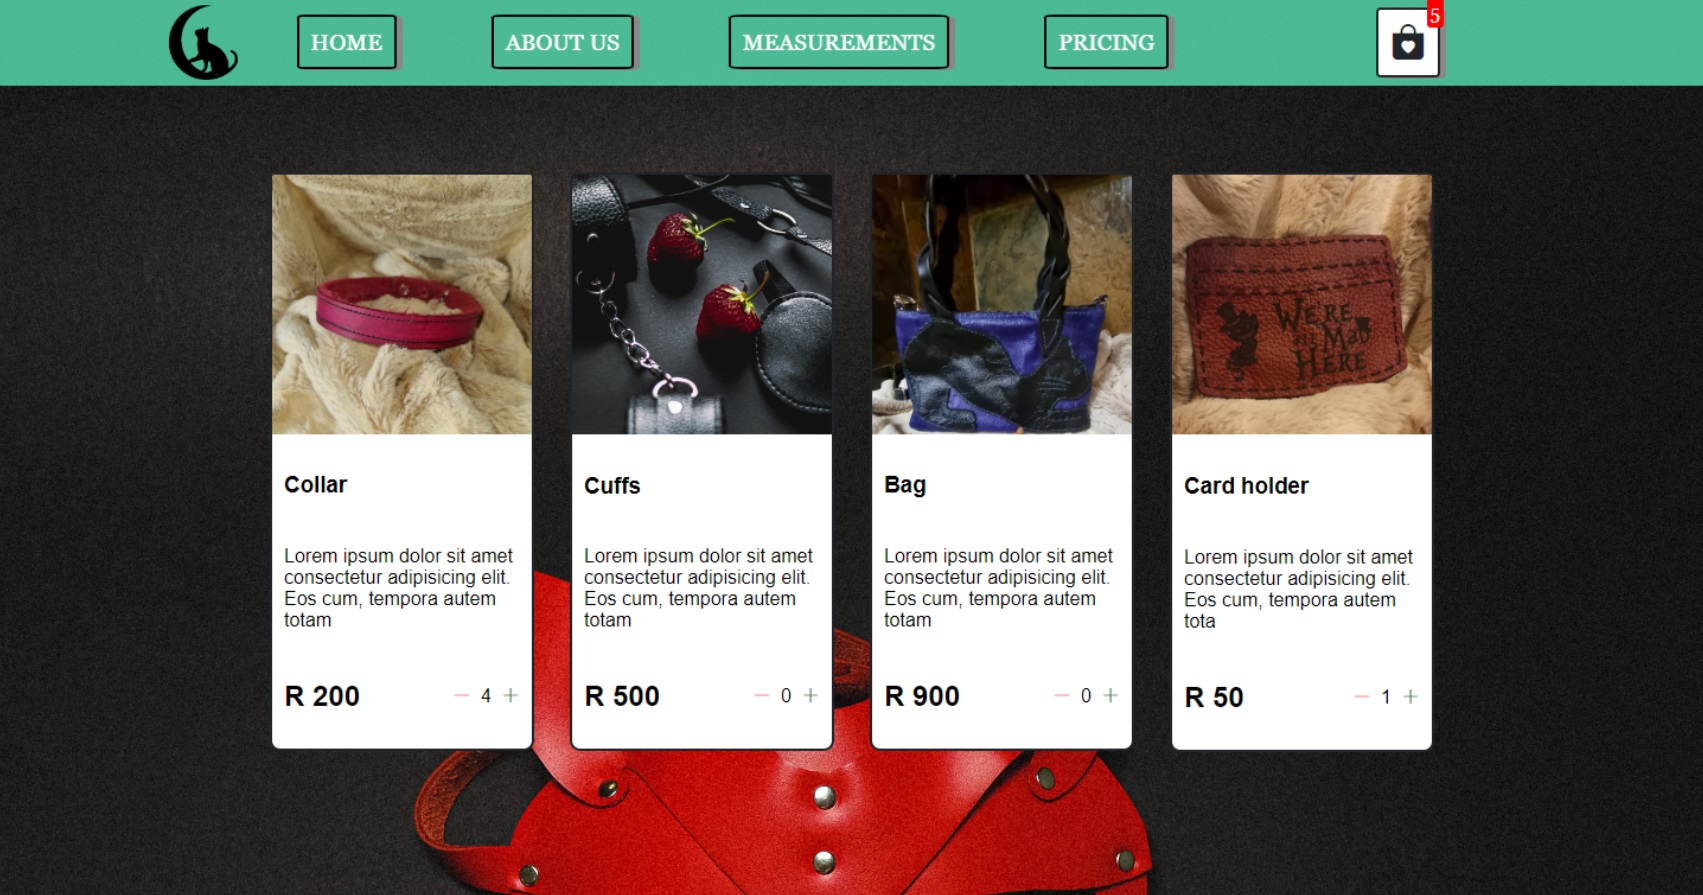 HOME
ABOUT US
MEASUREMENTS
PRICING
5
WE'RE
ALL MAD
HERE
Collar
Lorem ipsum dolor sit amet
consectetur adipisicing elit.
Eos cum, tempora autem
totam
R 200
4
Cuffs
Lorem ipsum dolor sit amet
consectetur adipisicing elit.
Eos cum, tempora autem
totam
R 500
0
Bag
Lorem ipsum dolor sit amet
consectetur adipisicing elit.
Eos cum, tempora autem
totam
R 900
0
Card holder
Lorem ipsum dolor sit amet
consectetur adipisicing elit.
Eos cum, tempora autem
tota
R 50
1